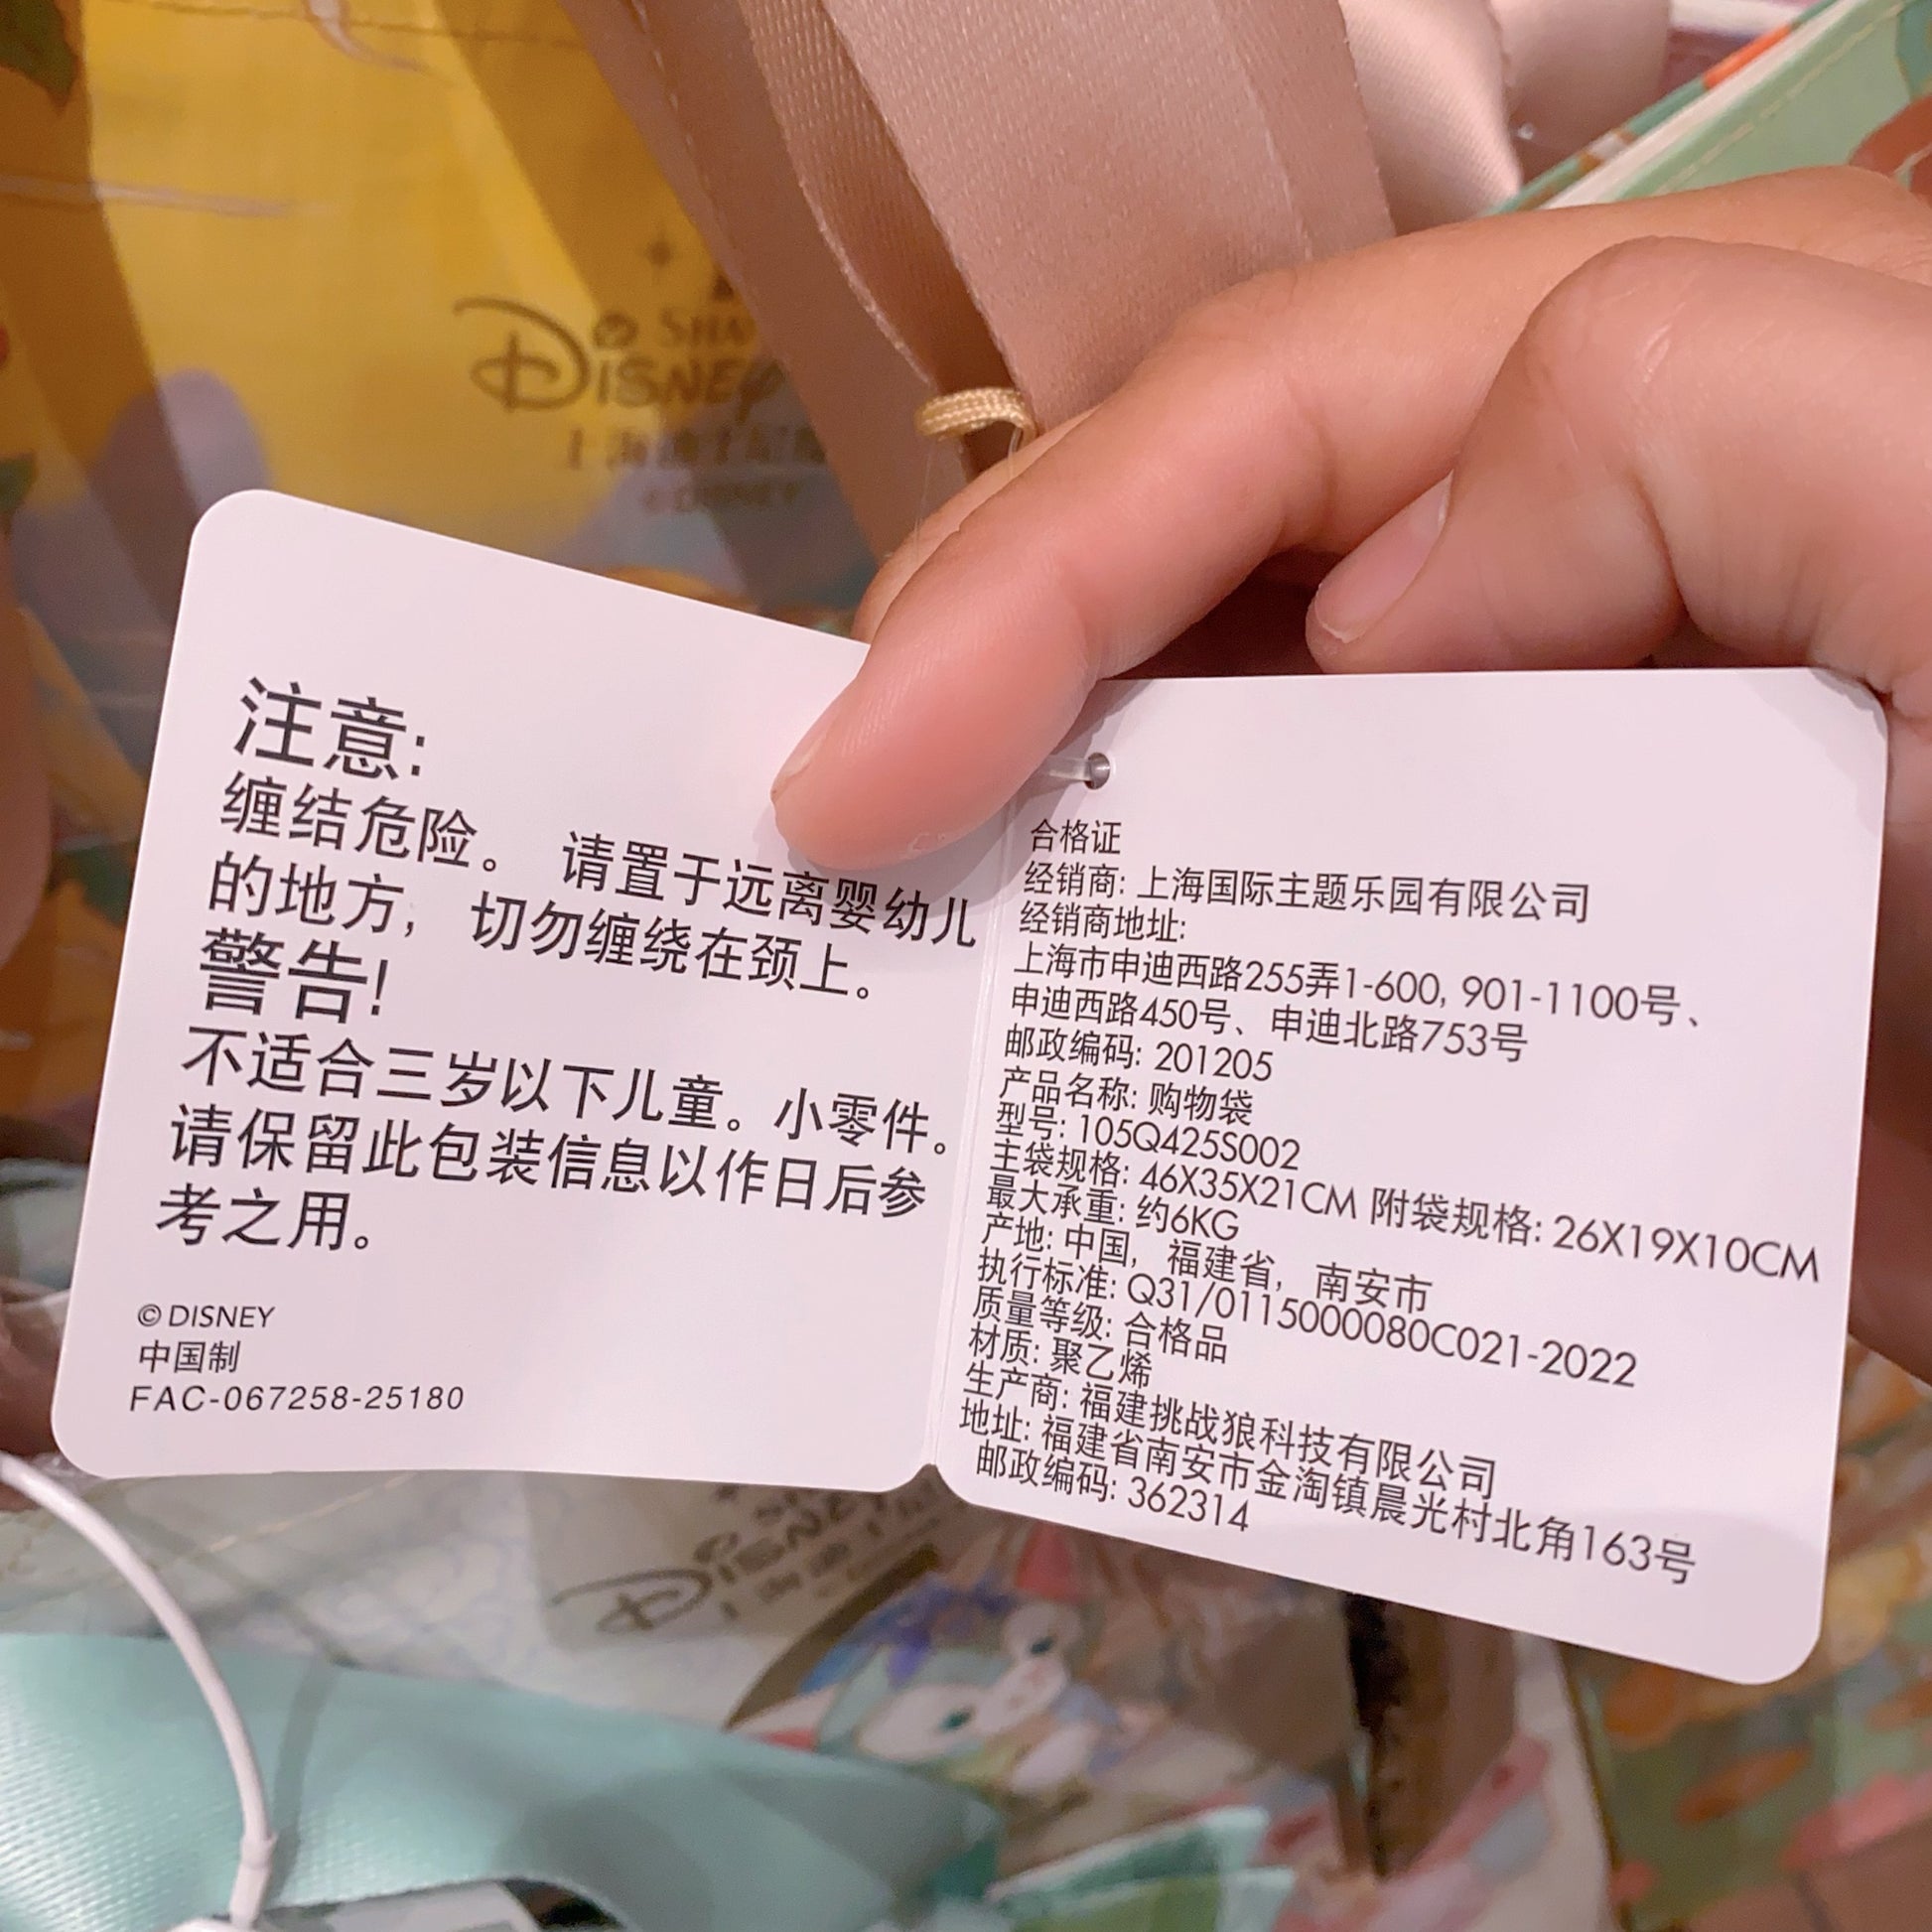 DISNEY
©DISNEY
注意:
缠结危险。 请置于远离婴幼儿
的地方, 切勿缠绕在颈上。
警告!
不适合三岁以下儿童。小零件。
请保留此包装信息以作日后参
考之用。
©DISNEY
中国制
FAC-067258-25180
合格证
经销商: 上海国际主题乐园有限公司
经销商地址:
上海市申迪西路255弄1-600, 901-1100号、
申迪西路450号、申迪北路753号
邮政编码: 201205
产品名称: 购物袋
型号: 105Q425S002
主袋规格: 46X35X21CM 附袋规格: 26X19X10CM
最大承重: 约6KG
产地: 中国, 福建省, 南安市
执行标准: Q31/0115000080C021-2022
质量等级: 合格品
材质: 聚乙烯
生产商: 福建挑战狼科技有限公司
地址: 福建省南安市金淘镇晨光村北角163号
邮政编码: 362314
DISNEY